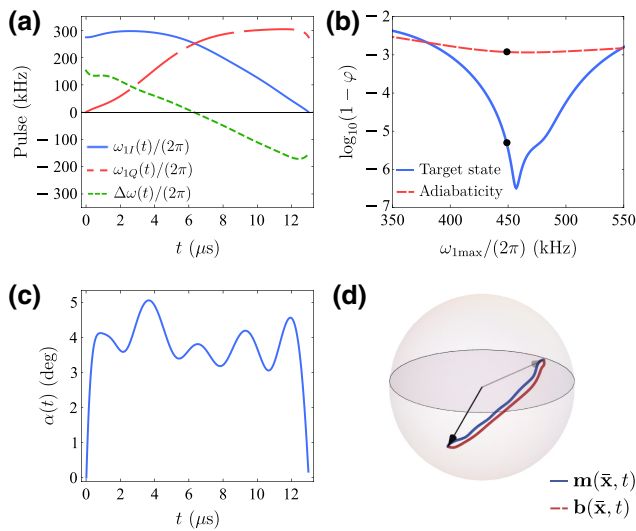 (a)
300
200
100
0
− 100
− 200
− 300
Pulse (kHz)
ω1I(t)/(2π)
ω1Q(t)/(2π)
Δω(t)/(2π)
0 2 4 6 8 10 12
t (μs)
(b)
− 1
− 2
− 3
− 4
− 5
− 6
− 7
log10(1 − φ)
Target state
Adiabaticity
350 400 450 500 550
ω1max/(2π) (kHz)
(c)
5
4
3
2
1
0
α(t) (deg)
0 2 4 6 8 10 12
t (μs)
(d)
m(x̄, t)
b(x̄, t)